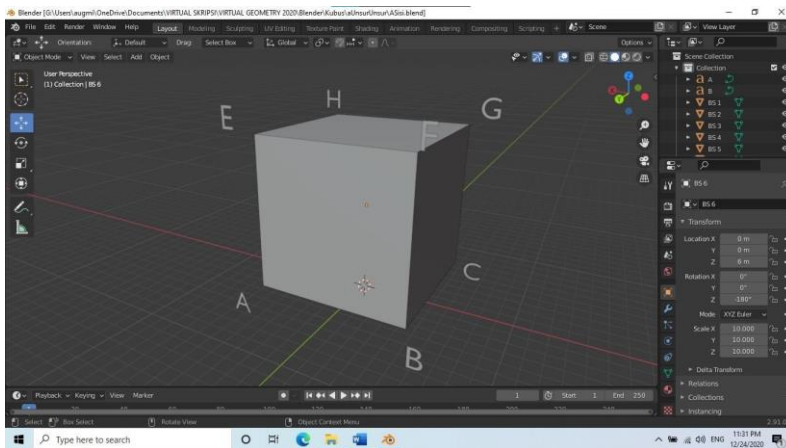 Blender [G:\Users\augmi\OneDrive\Documents\VIRTUAL SKRIPSI\VIRTUAL GEOMETRY 2020\Blender\Kubus\aUnsurUnsur\ASisi.blend]
File Edit Render Window Help Layout Modeling Sculpting UV Editing Texture Paint Shading Animation Rendering Compositing Scripting + Scene View Layer
Orientation Default Drag Select Box Global Options
Object Mode View Select Add Object
User Perspective
(1) Collection | BS 6
Scene Collection
Collection
A
B
BS 1
BS 2
BS 3
BS 4
BS 5
E
H
G
F
A
C
B
BS 6
BS 6
Transform
Location X 0 m
Y 0 m
Z 6 m
Rotation X 0°
Y 0°
Z -180°
Mode XYZ Euler
Scale X 10.000
Y 10.000
Z 10.000
Delta Transform
Relations
Collections
Instancing
Playback Keying View Marker
1 Start 1 End 250
Select Box Select Rotate View Object Context Menu
2.91.0
Type here to search
ENG
11:31 PM
12/24/2020